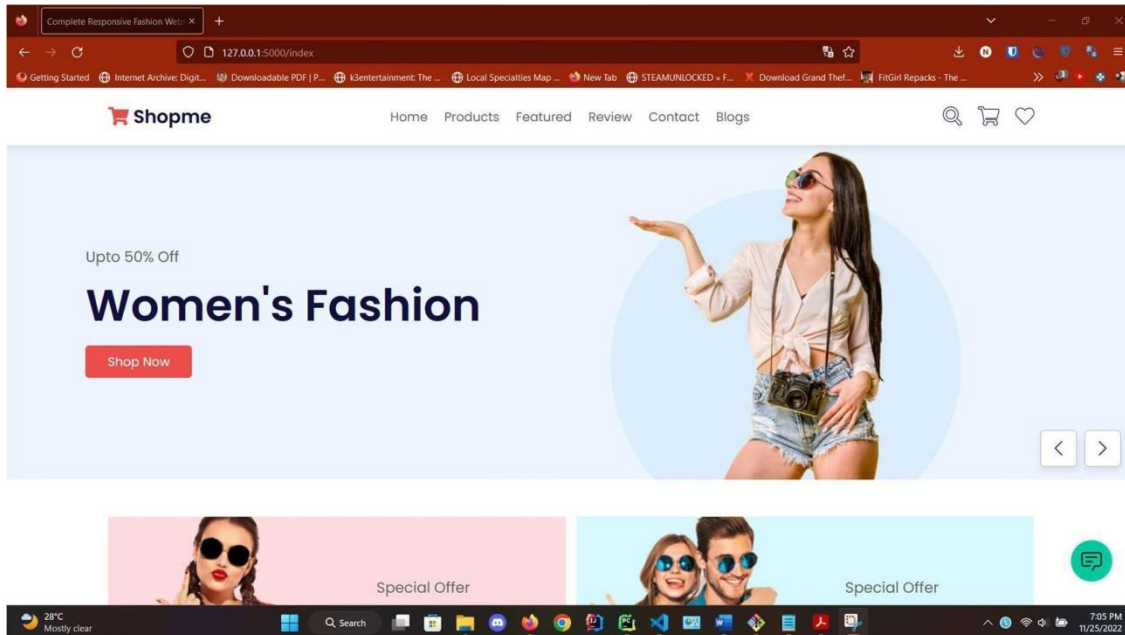 Complete Responsive Fashion Web
127.0.0.1:5000/index
Getting Started Internet Archive: Digit... Downloadable PDF | P... k3entertainment: The ... Local Specialties Map ... New Tab STEAMUNLOCKED » F... Download Grand Thef... FitGirl Repacks - The ...
Shopme
Home Products Featured Review Contact Blogs
Upto 50% Off
Women's Fashion
Shop Now
Special Offer Special Offer
28°C
Mostly clear
Search
7:05 PM
11/25/2022